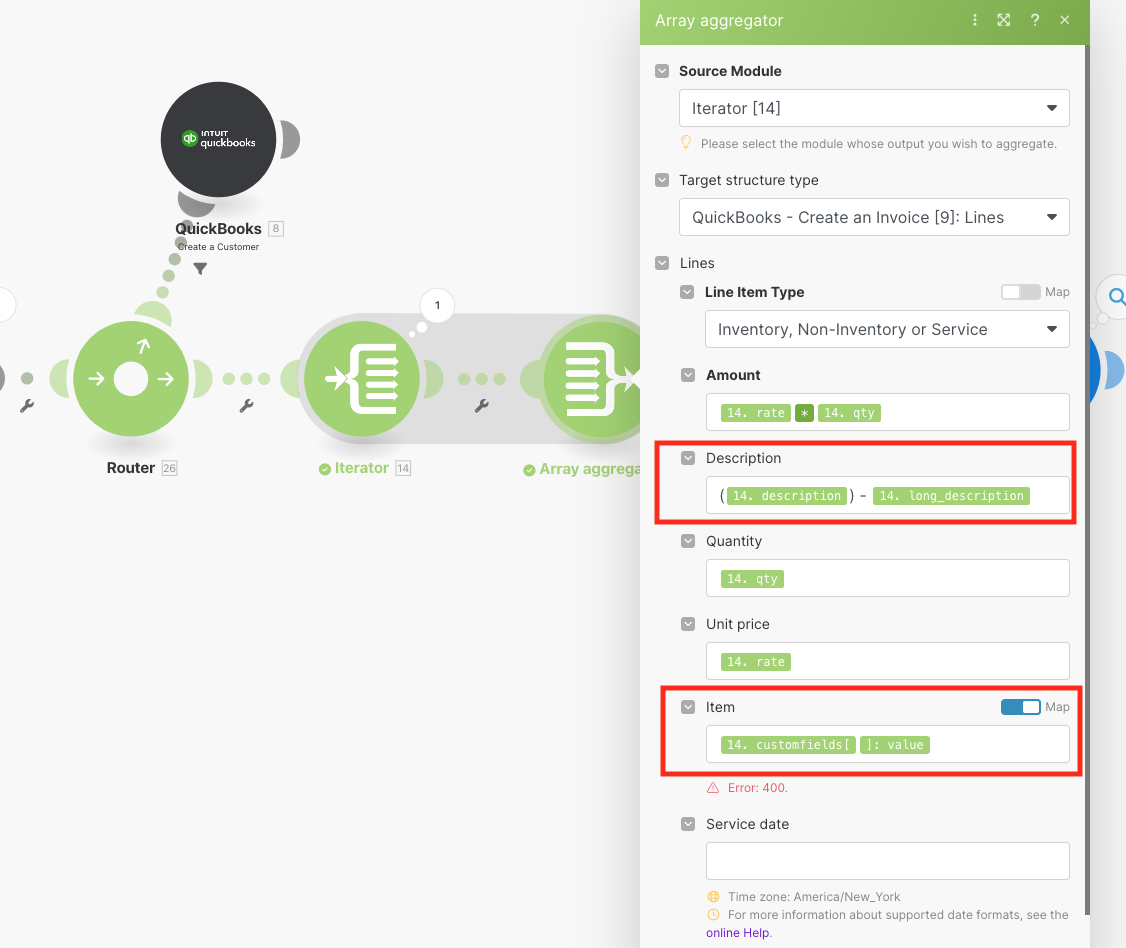 Array aggregator
?
Source Module
Iterator [14]
Please select the module whose output you wish to aggregate.
Target structure type
QuickBooks - Create an Invoice [9]: Lines
Lines
Line Item Type
Map
Inventory, Non-Inventory or Service
Amount
14. rate * 14. qty
Description
(14. description) - 14. long_description
Quantity
14. qty
Unit price
14. rate
Item
Map
14. customfields[ ]: value
Error: 400.
Service date
Time zone: America/New_York
For more information about supported date formats, see the
online Help.
qb INTUIT
quickbooks
QuickBooks 8
Create a Customer
1
Router 26
Iterator 14
Array aggrega